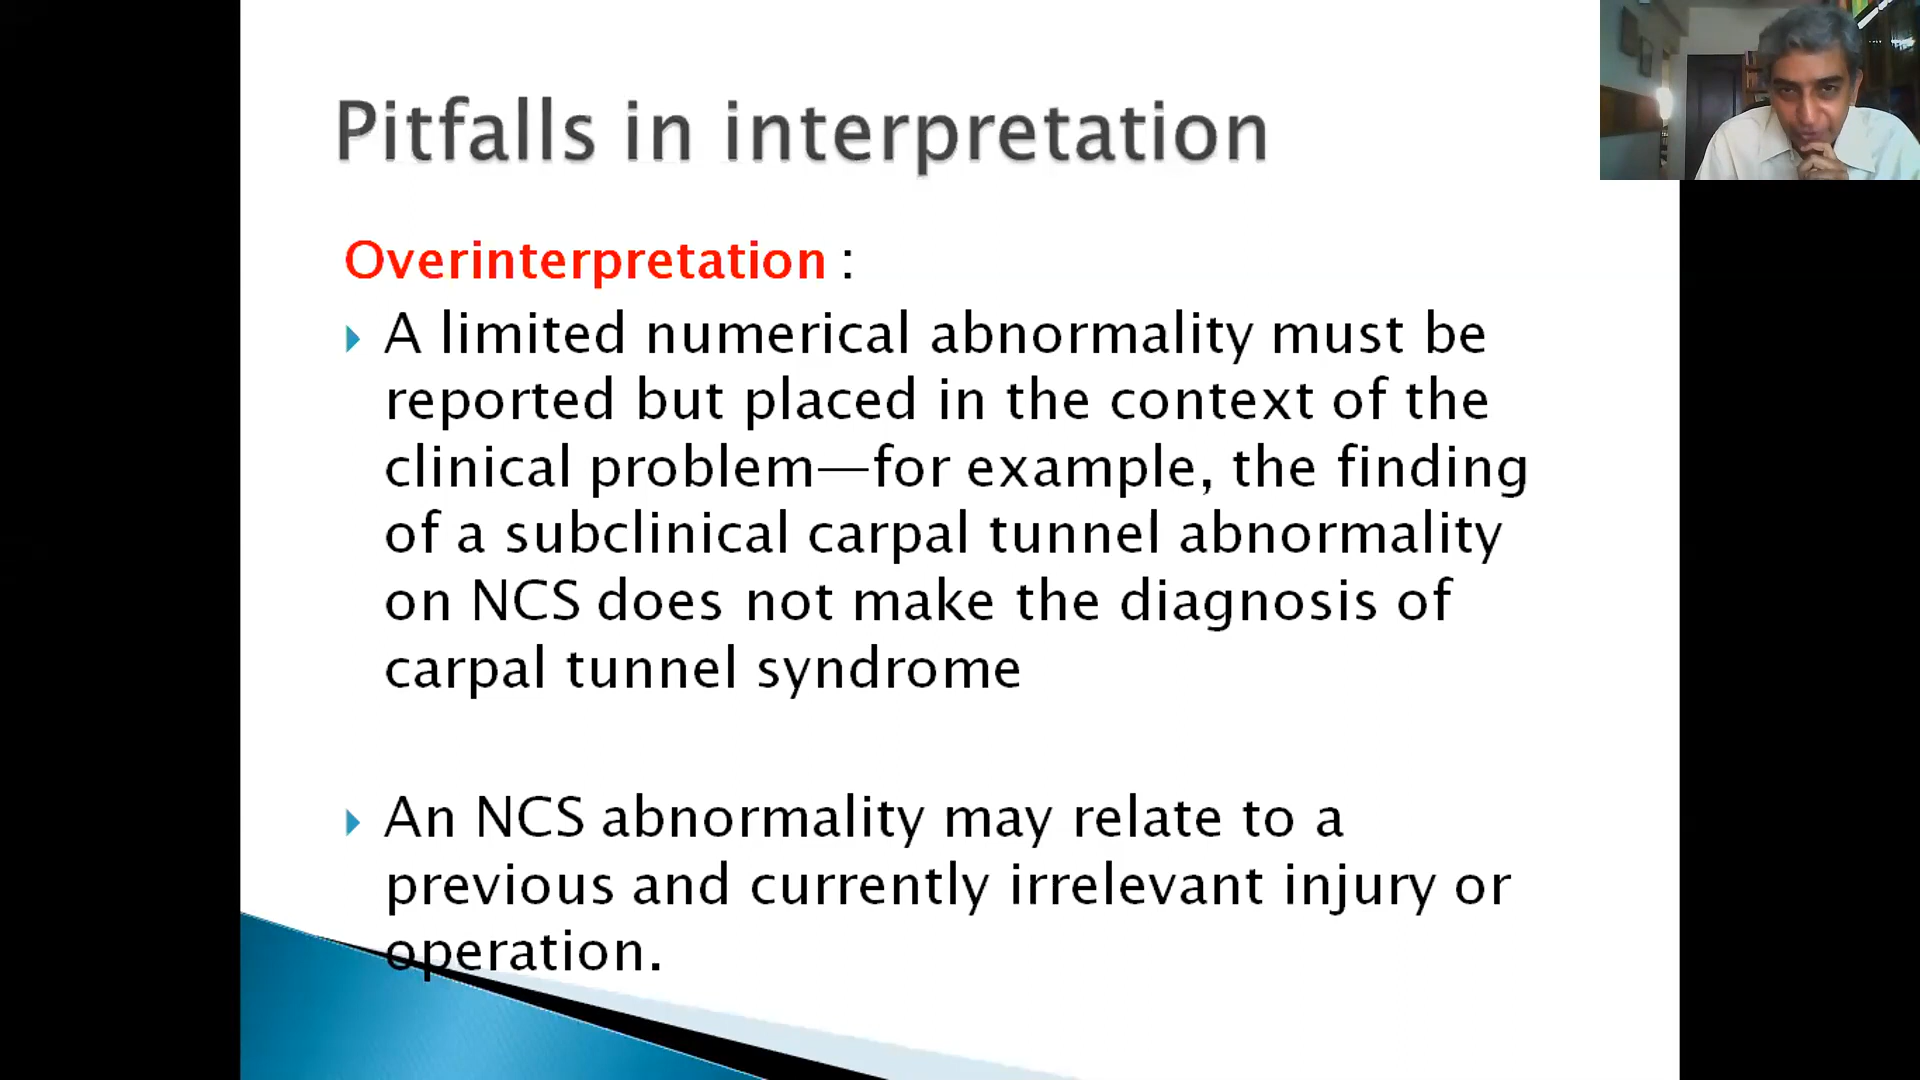 Pitfalls in interpretation
Overinterpretation :
A limited numerical abnormality must be
reported but placed in the context of the
clinical problem—for example, the finding
of a subclinical carpal tunnel abnormality
on NCS does not make the diagnosis of
carpal tunnel syndrome
An NCS abnormality may relate to a
previous and currently irrelevant injury or
operation.